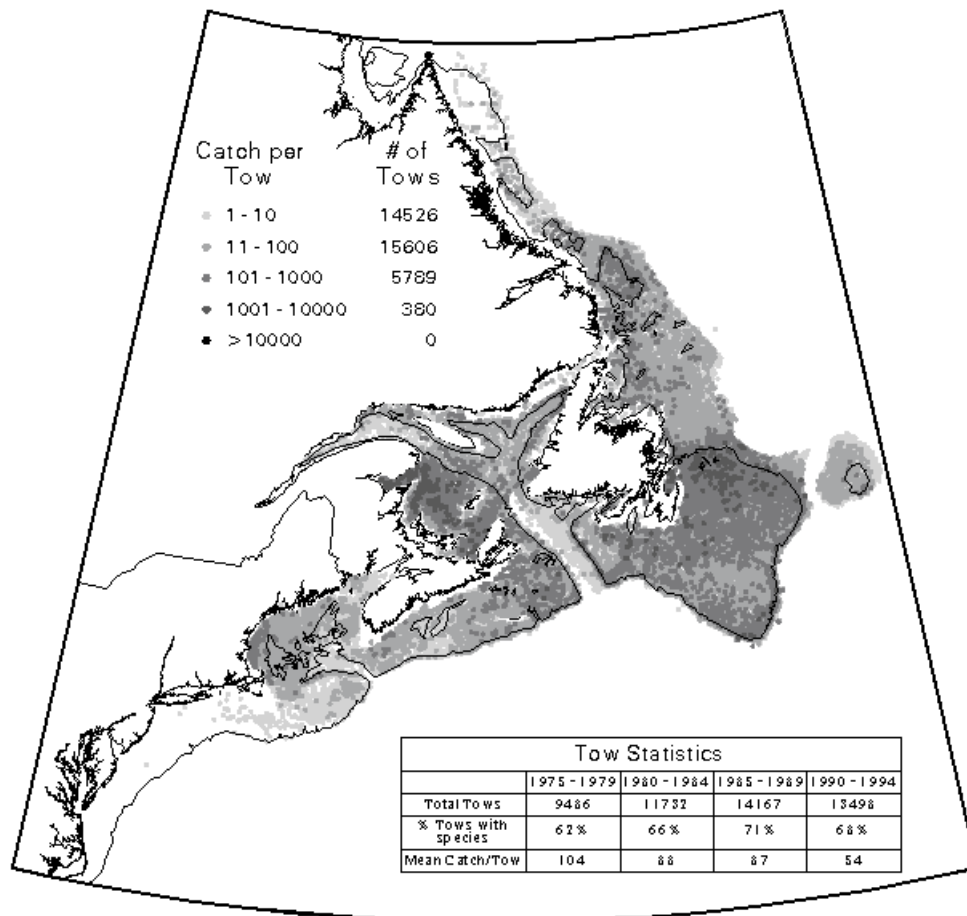 Catch per # of
Tow Tows
1 - 10 14526
11 - 100 15606
101 - 1000 5789
1001 - 10000 380
> 10000 0
Tow Statistics
1975 - 1979 1980 - 1984 1985 - 1989 1990 - 1994
Total Tows 9486 11732 14167 13498
% Tows with species 62% 66% 71% 68%
Mean Catch/Tow 104 88 87 54